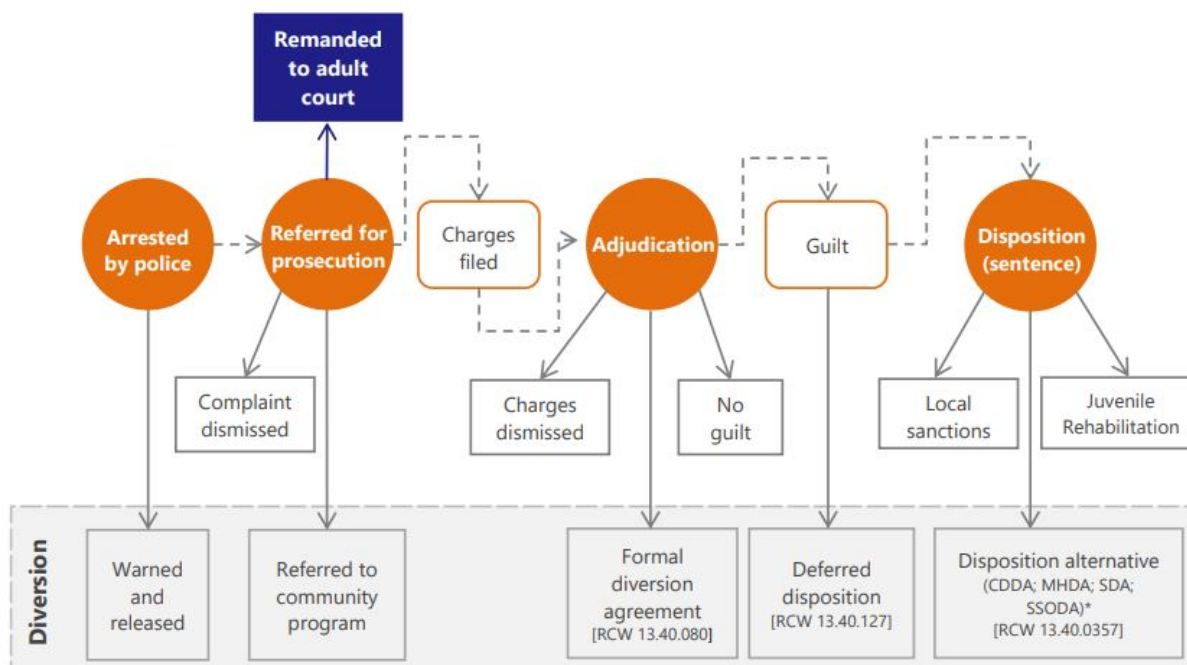 Remanded
to adult
court
Arrested
by police
Referred for
prosecution
Charges
filed
Adjudication
Guilt
Disposition
(sentence)
Complaint
dismissed
Charges
dismissed
No
guilt
Local
sanctions
Juvenile
Rehabilitation
Diversion
Warned
and
released
Referred to
community
program
Formal
diversion
agreement
[RCW 13.40.080]
Deferred
disposition
[RCW 13.40.127]
Disposition alternative
(CDDA; MHDA; SDA;
SSODA)*
[RCW 13.40.0357]